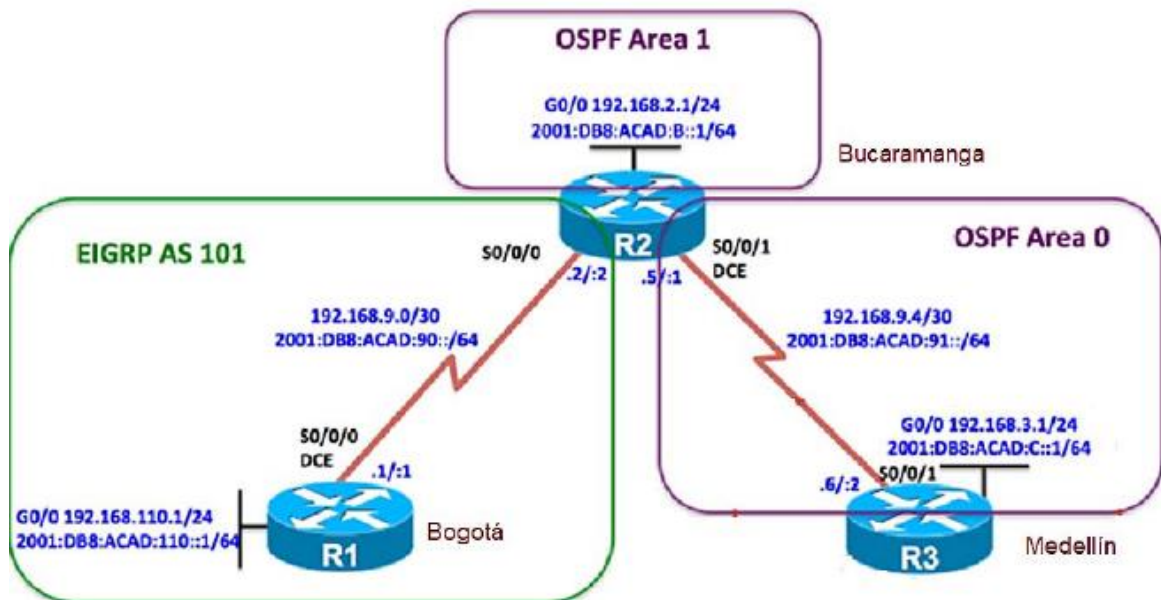 OSPF Area 1
G0/0 192.168.2.1/24
2001:DB8:ACAD:B::1/64
Bucaramanga
R2
EIGRP AS 101
S0/0/0
.2/:2
.5/:1
S0/0/1
DCE
OSPF Area 0
192.168.9.0/30
2001:DB8:ACAD:90::/64
192.168.9.4/30
2001:DB8:ACAD:91::/64
S0/0/0
DCE
.1/:1
G0/0 192.168.3.1/24
2001:DB8:ACAD:C::1/64
.6/:2
S0/0/1
G0/0 192.168.110.1/24
2001:DB8:ACAD:110::1/64
R1
Bogotá
R3
Medellín